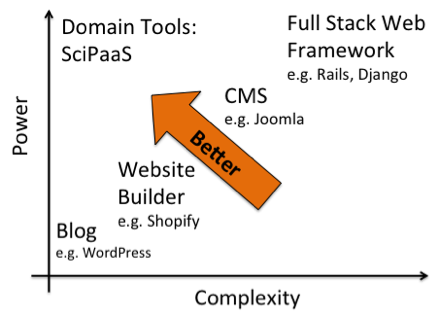 Domain Tools:
SciPaaS
Full Stack Web
Framework
e.g. Rails, Django
CMS
e.g. Joomla
Better
Website
Builder
e.g. Shopify
Blog
e.g. WordPress
Power
Complexity